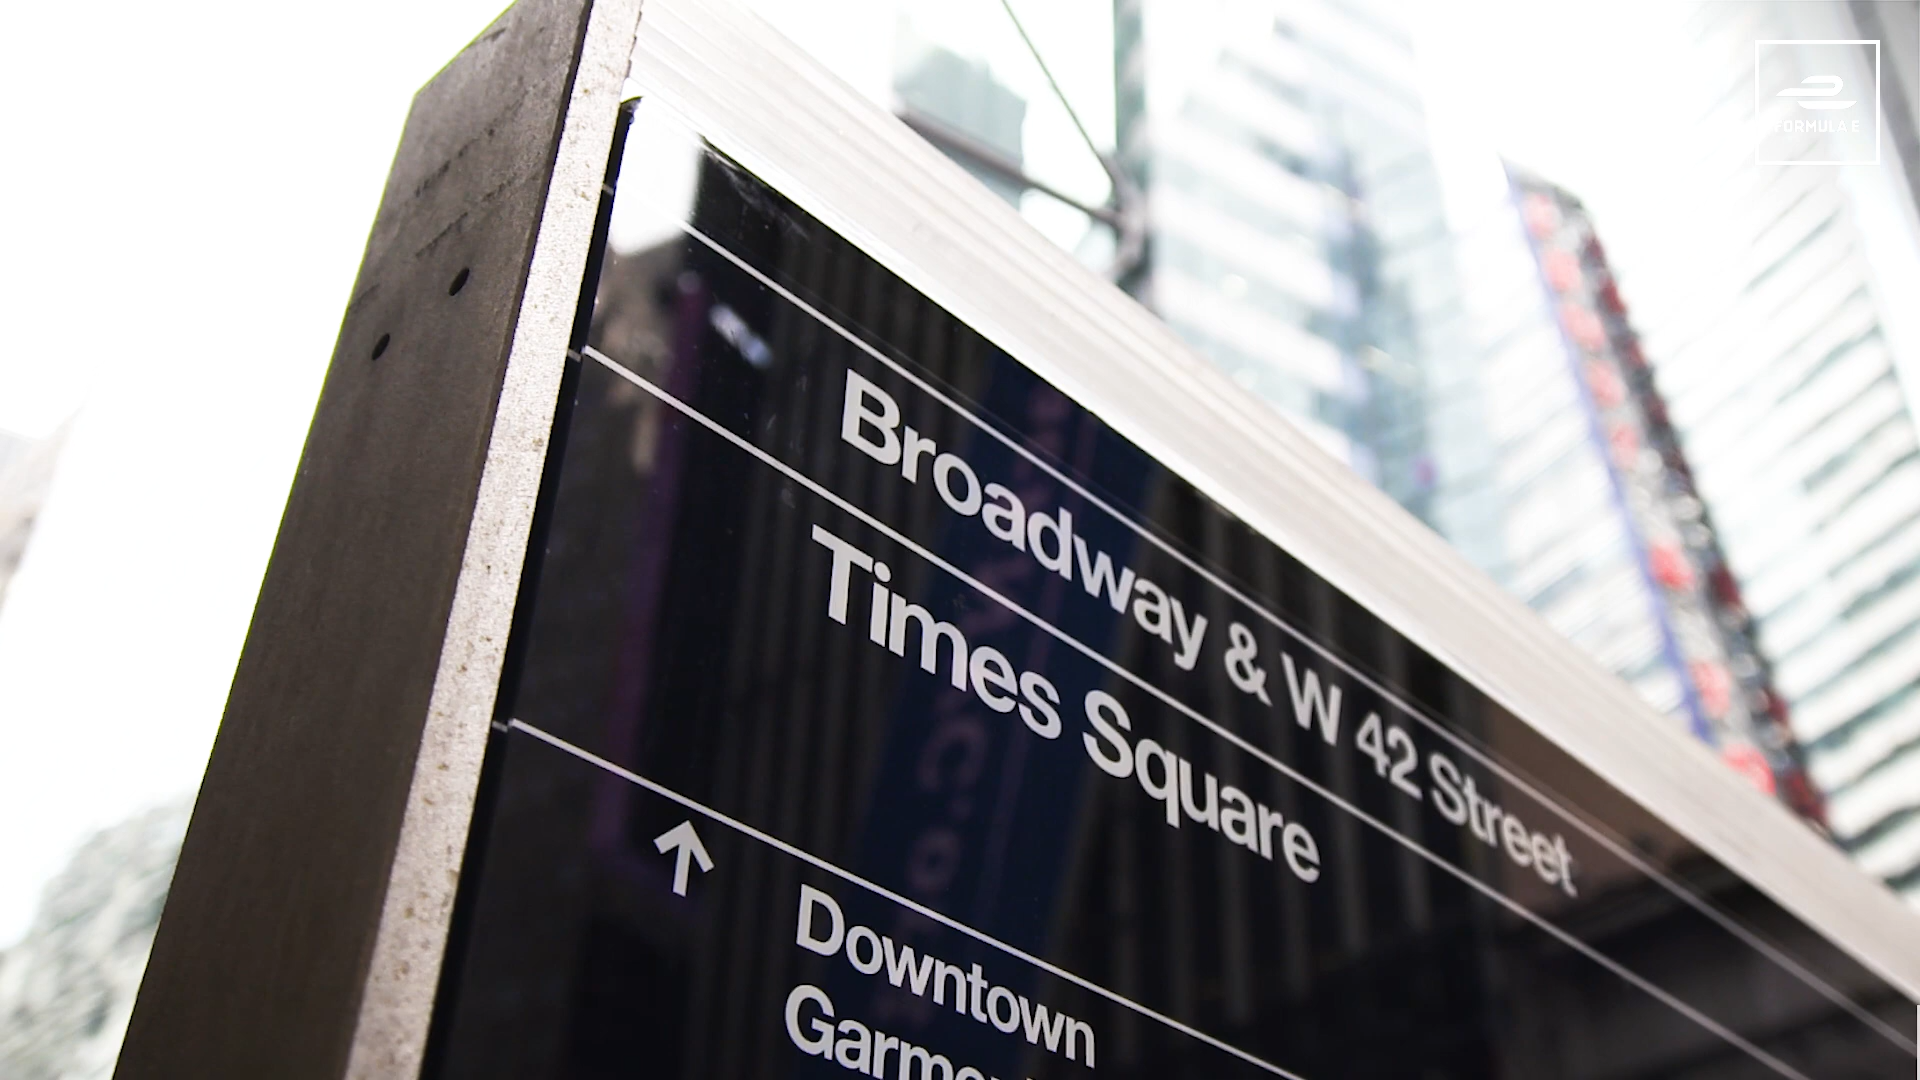 FORMULA E
Broadway & W 42 Street
Times Square
↑ Downtown